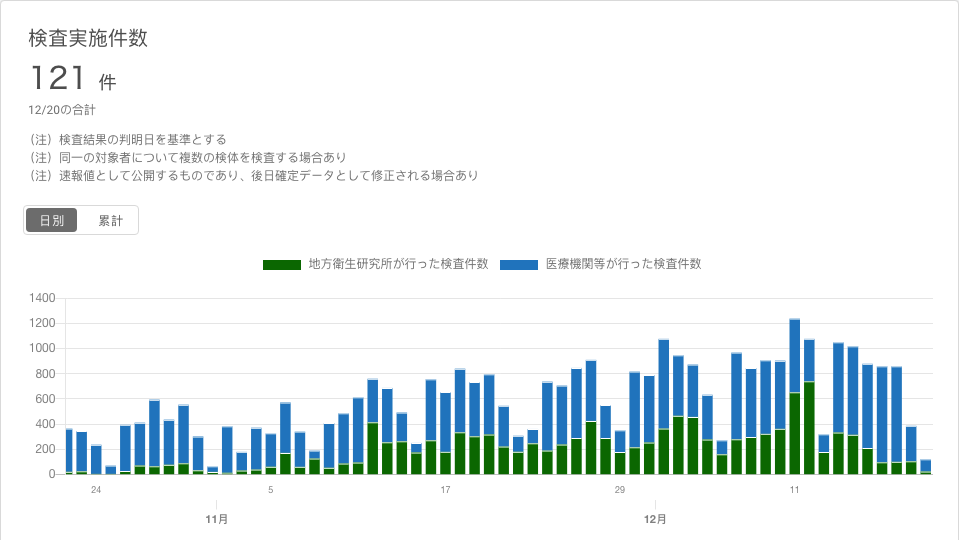 検査実施件数
121 件
12/20の合計
（注）検査結果の判明日を基準とする
（注）同一の対象者について複数の検体を検査する場合あり
（注）速報値として公開するものであり、後日確定データとして修正される場合あり
日別 累計
地方衛生研究所が行った検査件数 医療機関等が行った検査件数
1400
1200
1000
800
600
400
200
0
24 5 17 29 11
11月 12月